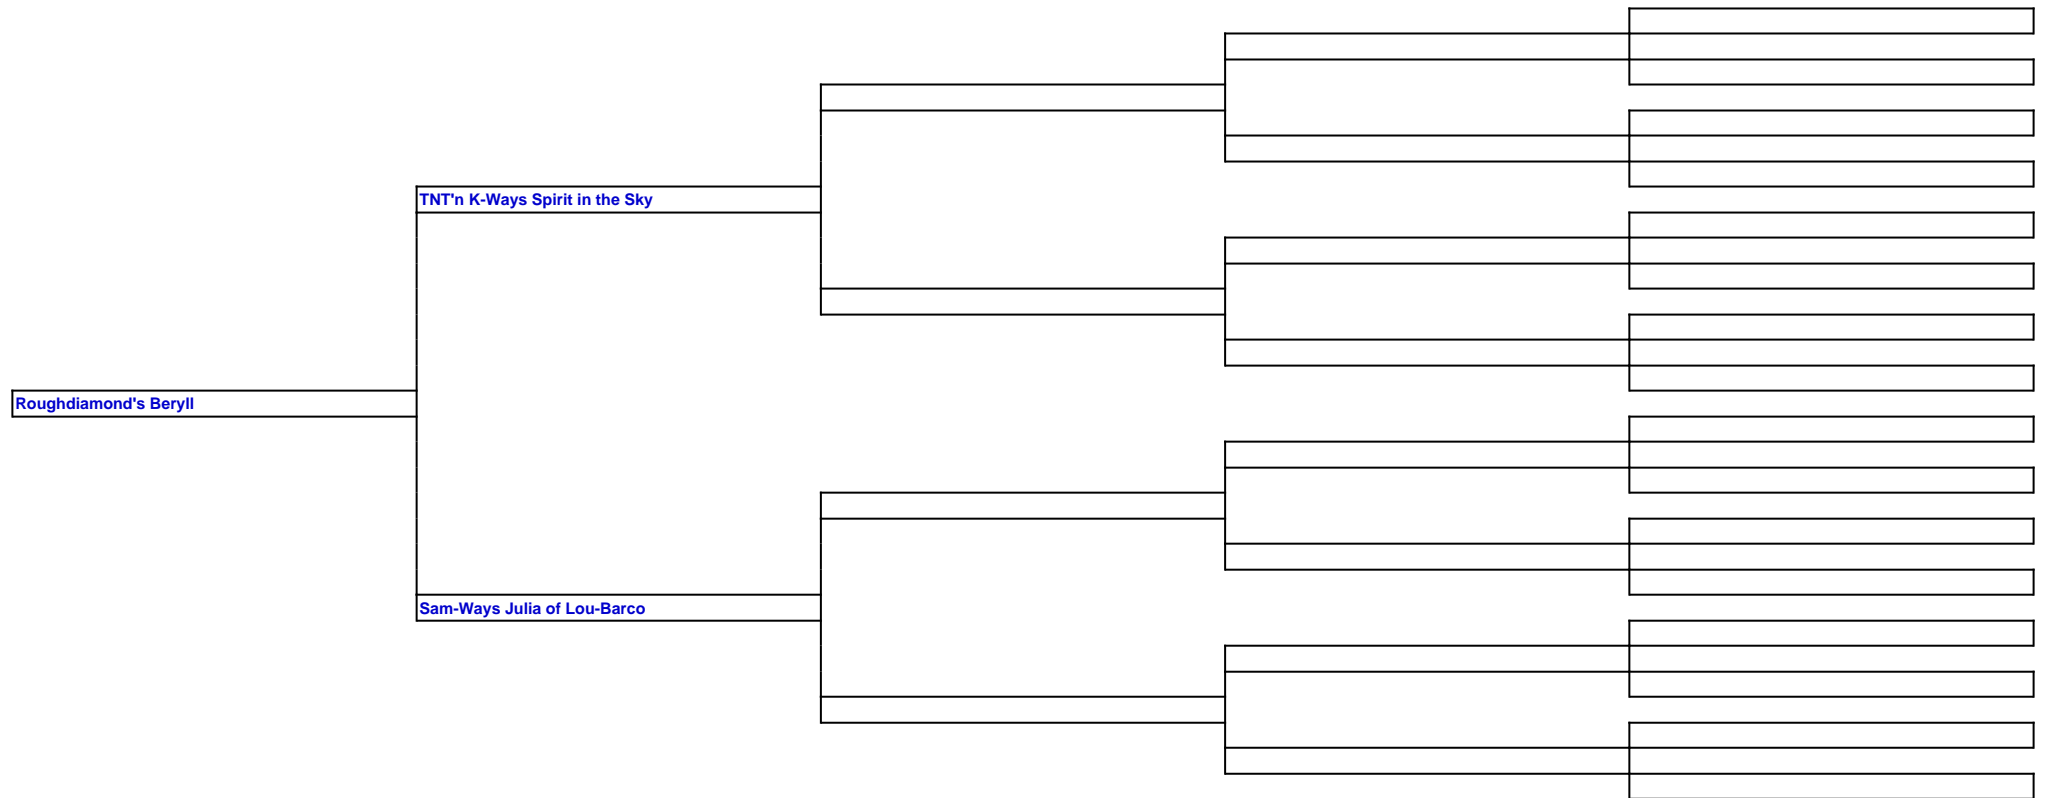 TNT'n K-Ways Spirit in the Sky
Roughdiamond's Beryll
Sam-Ways Julia of Lou-Barco